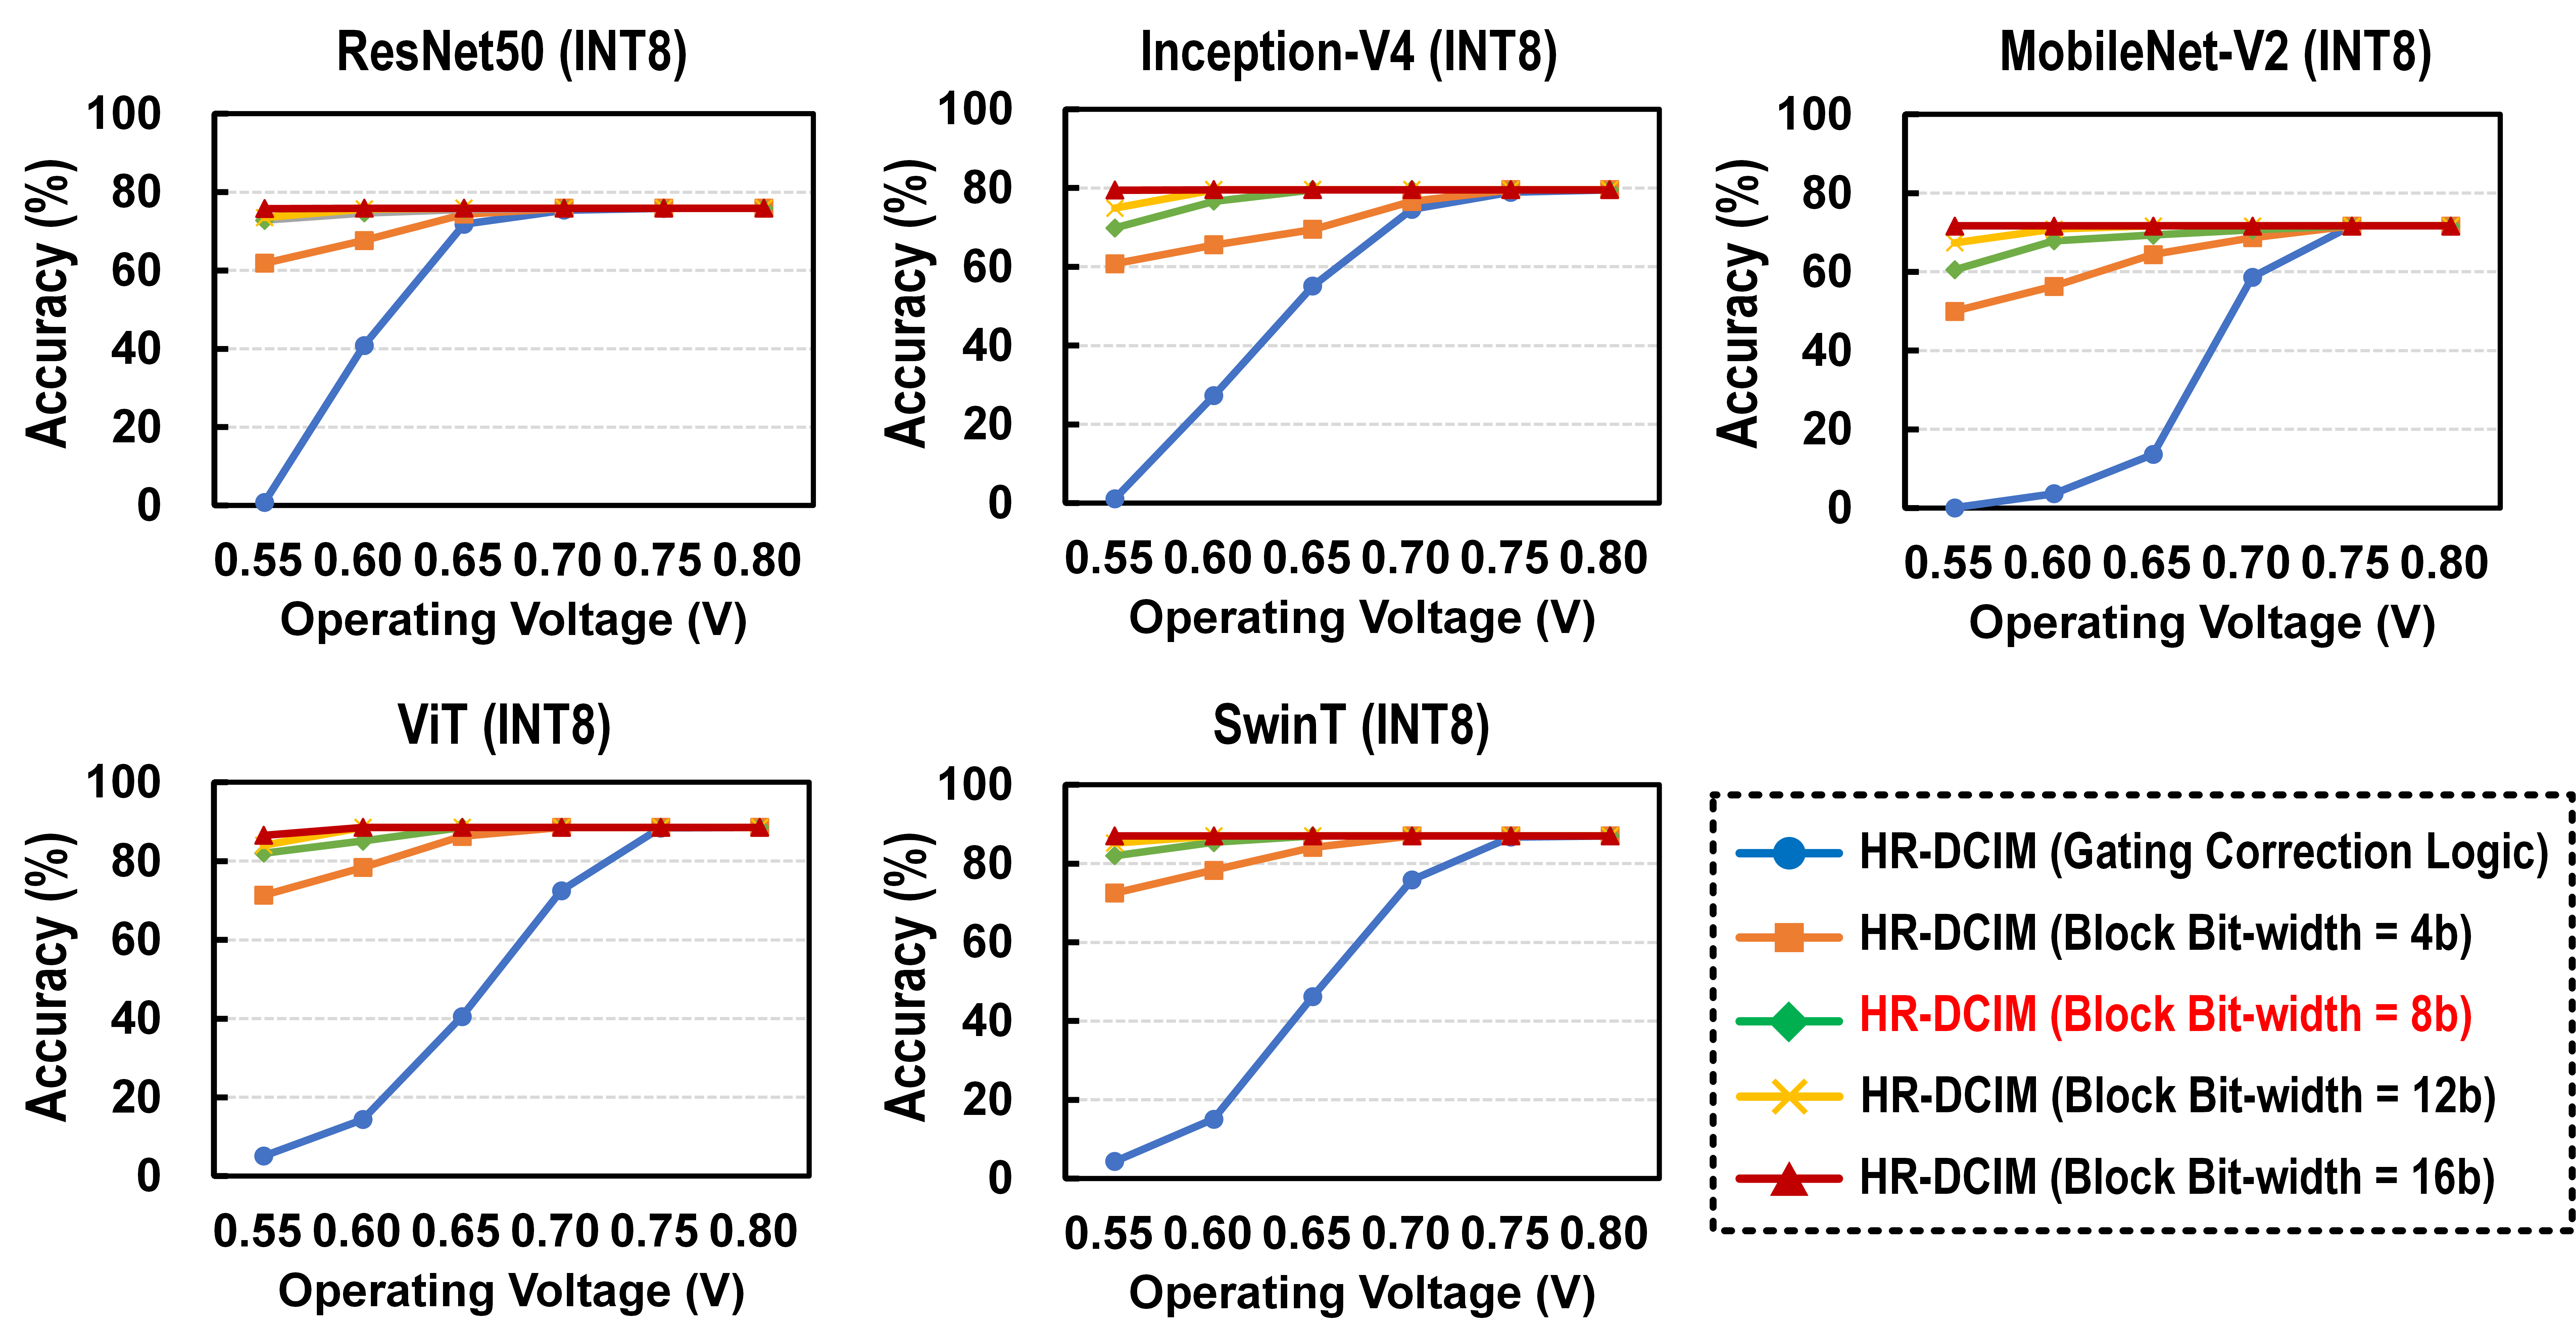 ResNet50 (INT8)
Accuracy (%)
100
80
60
40
20
0
0.55 0.60 0.65 0.70 0.75 0.80
Operating Voltage (V)
Inception-V4 (INT8)
Accuracy (%)
100
80
60
40
20
0
0.55 0.60 0.65 0.70 0.75 0.80
Operating Voltage (V)
MobileNet-V2 (INT8)
Accuracy (%)
100
80
60
40
20
0
0.55 0.60 0.65 0.70 0.75 0.80
Operating Voltage (V)
ViT (INT8)
Accuracy (%)
100
80
60
40
20
0
0.55 0.60 0.65 0.70 0.75 0.80
Operating Voltage (V)
SwinT (INT8)
Accuracy (%)
100
80
60
40
20
0
0.55 0.60 0.65 0.70 0.75 0.80
Operating Voltage (V)
HR-DCIM (Gating Correction Logic)
HR-DCIM (Block Bit-width = 4b)
HR-DCIM (Block Bit-width = 8b)
HR-DCIM (Block Bit-width = 12b)
HR-DCIM (Block Bit-width = 16b)